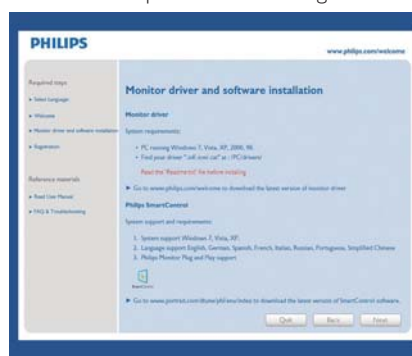 PHILIPS
www.philips.com/welcome
Required steps
Select Language
Welcome
Monitor driver and software installation
Registration
Reference materials
Read User Manual
FAQ & Troubleshooting
Monitor driver and software installation
Monitor driver
System requirements:
• PC running Windows 7, Vista, XP, 2000, 98
• Find your driver ".inf/.icm/.cat" at : /PC/drivers/
Read the "Readme.txt" file before installing
Go to www.philips.com/welcome to download the latest version of monitor driver
Philips SmartControl
System support and requirements:
1. System support Windows 7, Vista, XP.
2. Language support English, German, Spanish, French, Italian, Russian, Portuguese, Simplified Chinese
3. Philips Monitor Plug and Play support
Go to www.portrait.com/dtune/phl/enu/index to download the latest version of SmartControl software.
Quit
Back
Next